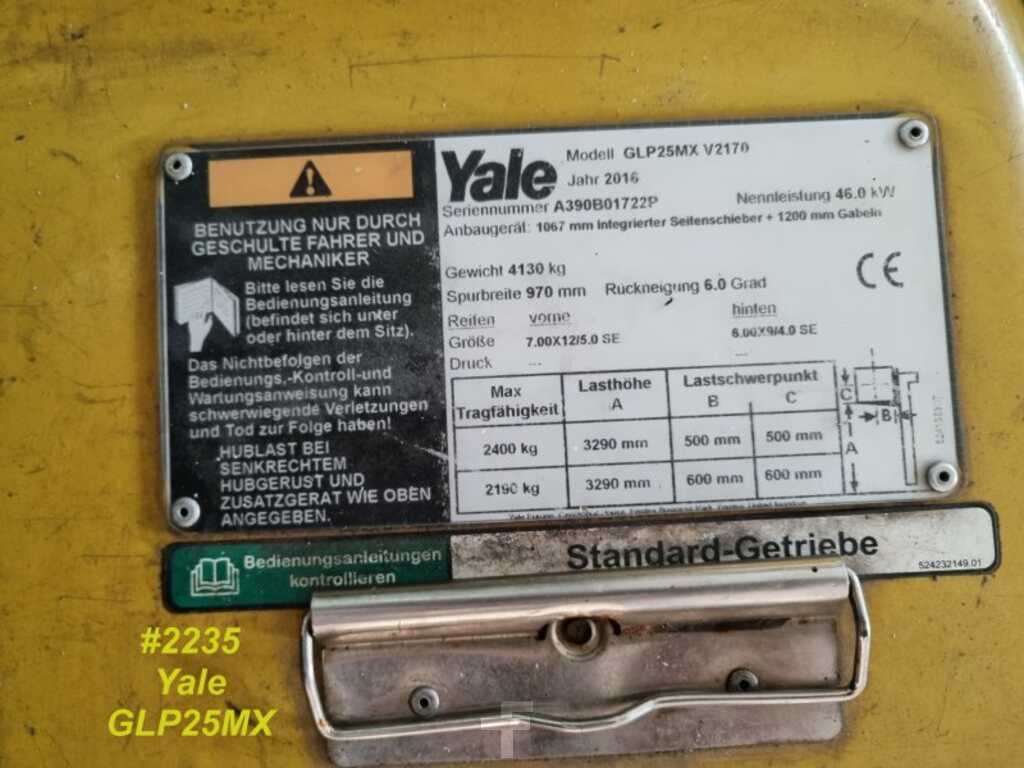 BENUTZUNG NUR DURCH
GESCHULTE FAHRER UND
MECHANIKER
Bitte lesen Sie die
Bedienungsanleitung
(befindet sich unter
oder hinter dem Sitz).
Das Nichtbefolgen der
Bedienungs,-Kontroll-und
Wartungsanweisung kann
schwerwiegende Verletzungen
und Tod zur Folge haben!
HUBLAST BEI
SENKRECHTEM
HUBGERUST UND
ZUSATZGERAT WIE OBEN
ANGEGEBEN.
Yale
Modell GLP25MX V2170
Jahr 2016
Seriennummer A390B01722P Nennleistung 46.0 kW
Anbaugerät: 1067 mm Integrierter Seitenschieber + 1200 mm Gabeln
Gewicht 4130 kg
CE
Spurbreite 970 mm Rückneigung 6.0 Grad
Reifen vorne hinten
Größe 7.00X12/5.0 SE 6.00X9/4.0 SE
Druck --- ---
Max Tragfähigkeit Lasthöhe A Lastschwerpunkt B C
2400 kg 3290 mm 500 mm 500 mm
2190 kg 3290 mm 600 mm 600 mm
C
B
A
Bedienungsanleitungen
kontrollieren
Standard-Getriebe
524232149.01
#2235
Yale
GLP25MX